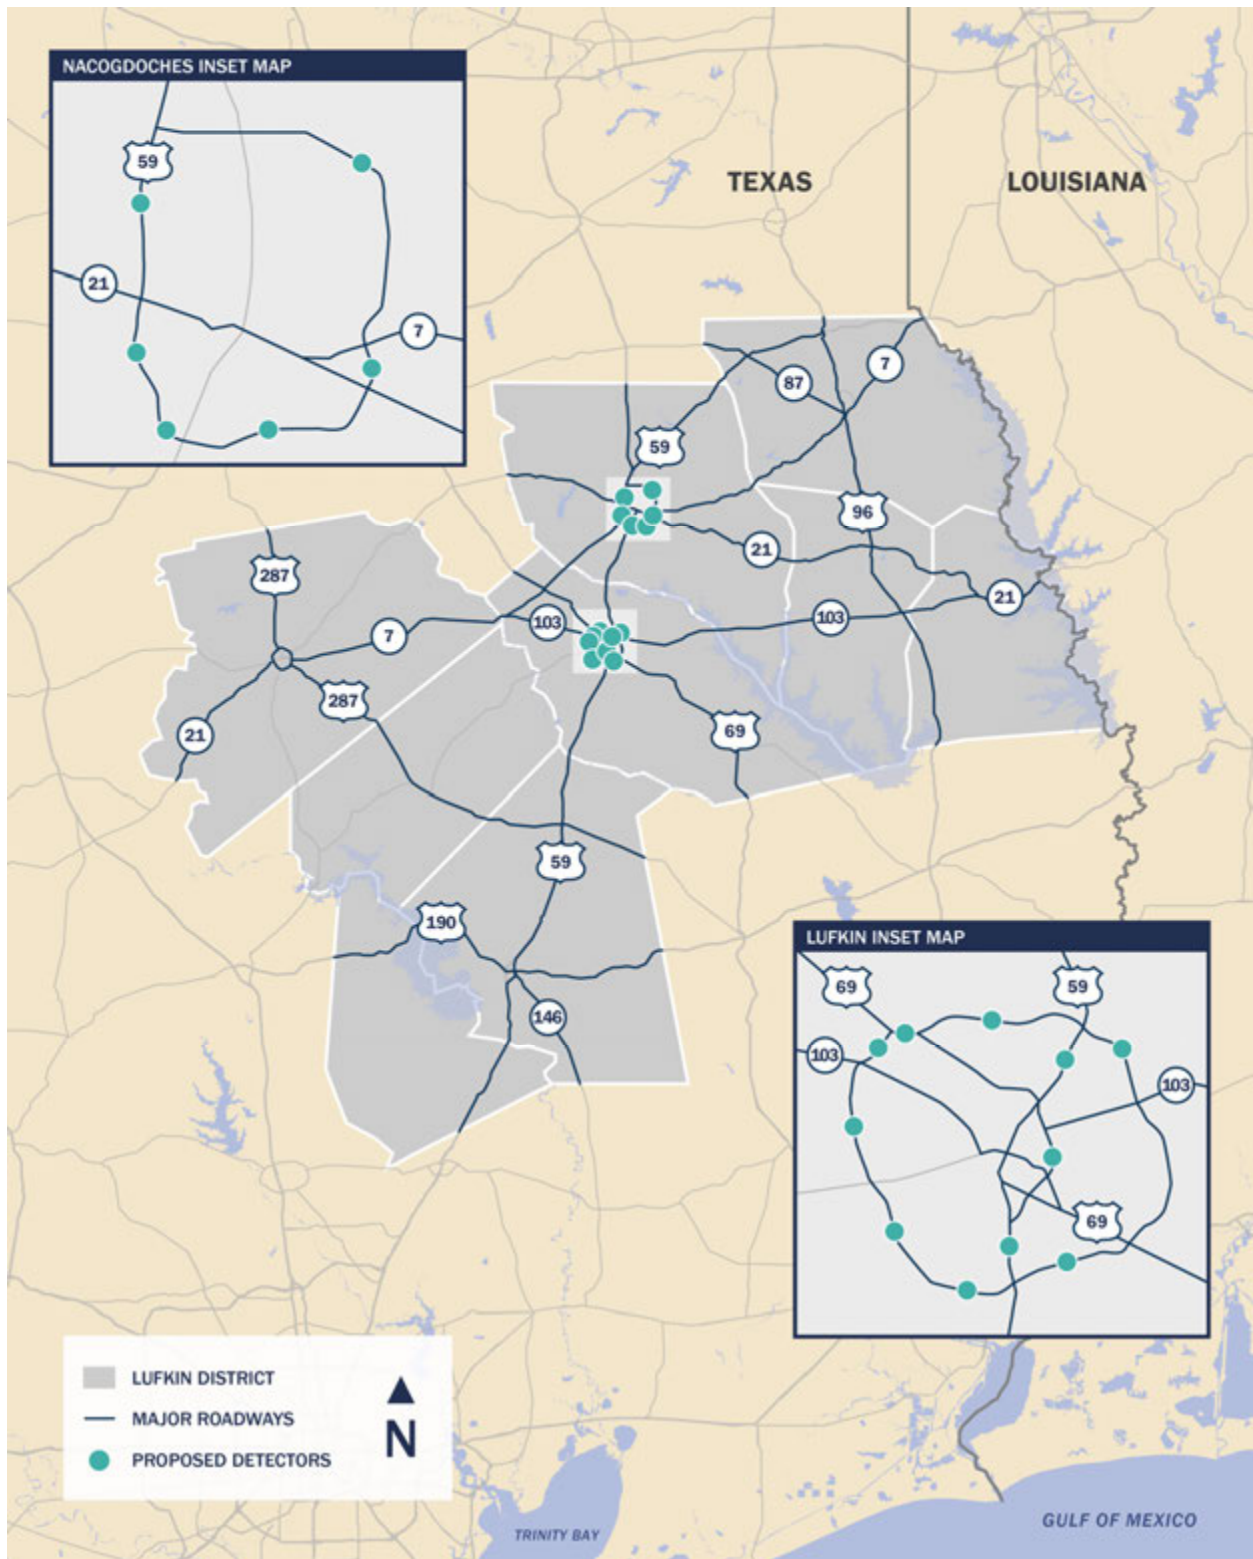 NACOGDOCHES INSET MAP
59
21
7
TEXAS
LOUISIANA
87
7
59
96
21
287
21
103
103
7
287
21
69
59
190
146
LUFKIN INSET MAP
69
59
103
103
69
LUFKIN DISTRICT
MAJOR ROADWAYS
PROPOSED DETECTORS
N
TRINITY BAY
GULF OF MEXICO